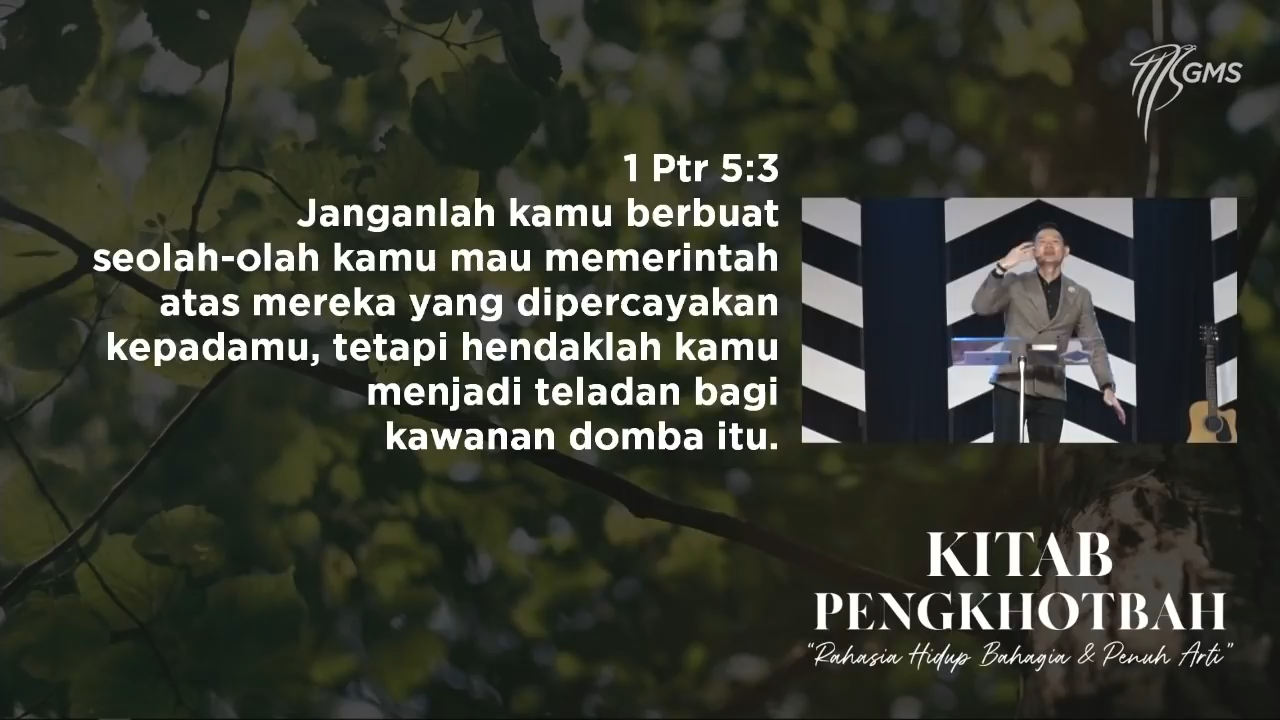 GMS
1 Ptr 5:3
Janganlah kamu berbuat
seolah-olah kamu mau memerintah
atas mereka yang dipercayakan
kepadamu, tetapi hendaklah kamu
menjadi teladan bagi
kawanan domba itu.
KITAB
PENGKHOTBAH
“Rahasia Hidup Bahagia & Penuh Arti”